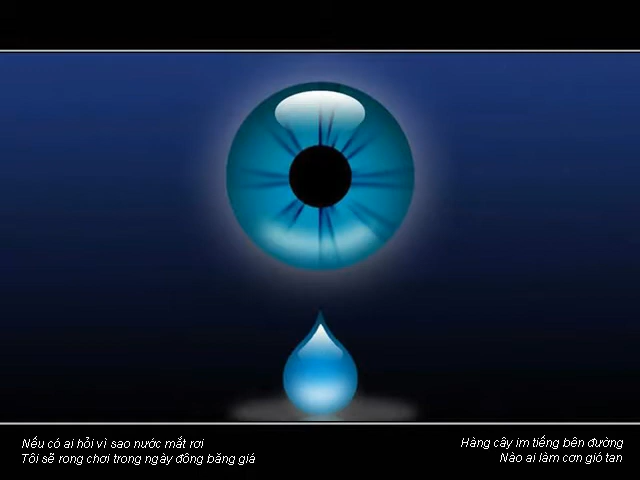 Nếu có ai hỏi vì sao nước mắt rơi
Tôi sẽ rong chơi trong ngày đông băng giá
Hàng cây im tiếng bên đường
Nào ai làm cơn gió tan